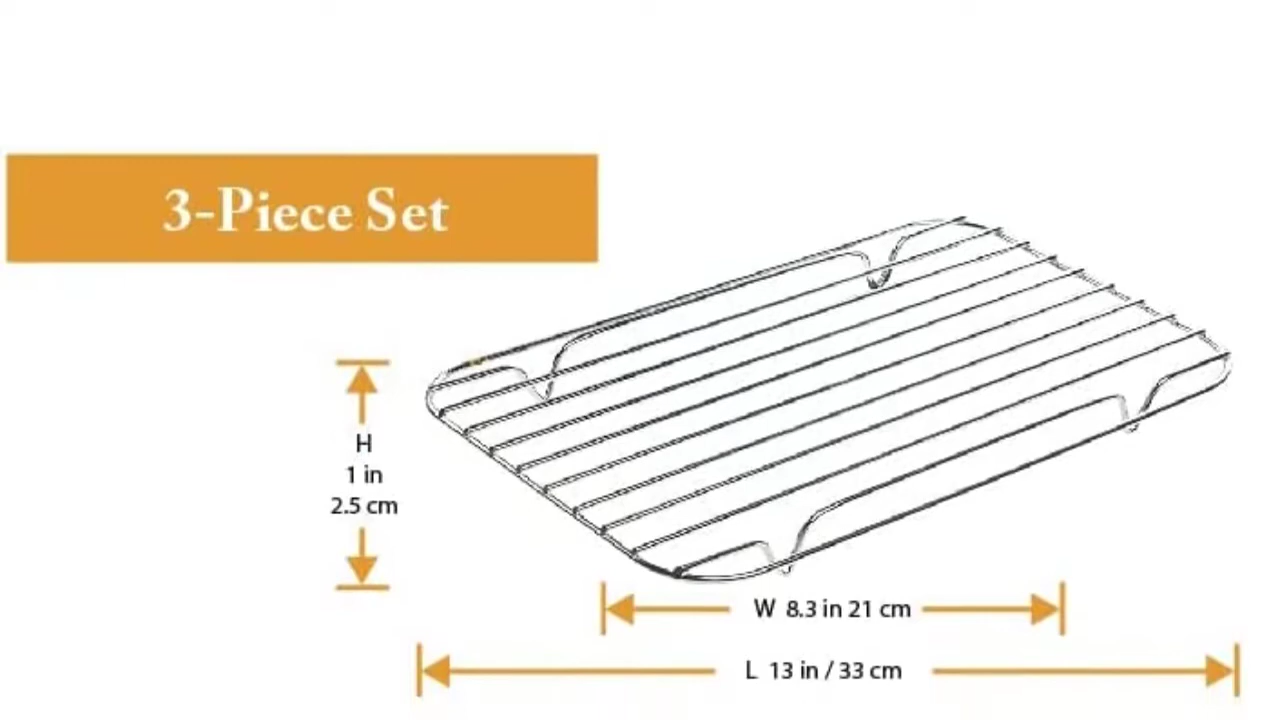 3-Piece Set
H
1 in
2.5 cm
W 8.3 in 21 cm
L 13 in / 33 cm